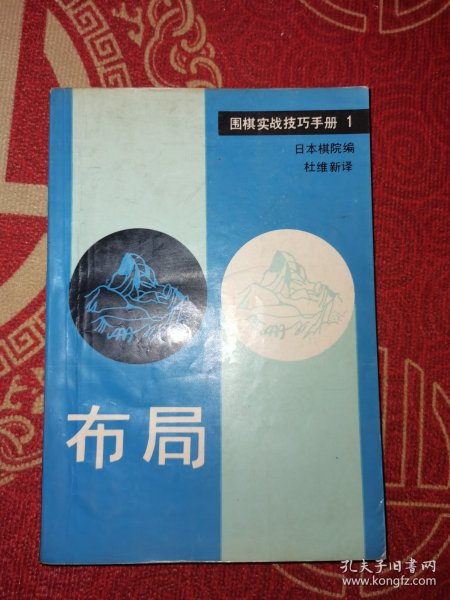 围棋实战技巧手册 1
日本棋院编
杜维新译
布局
孔夫子旧书网
www.kongfz.com